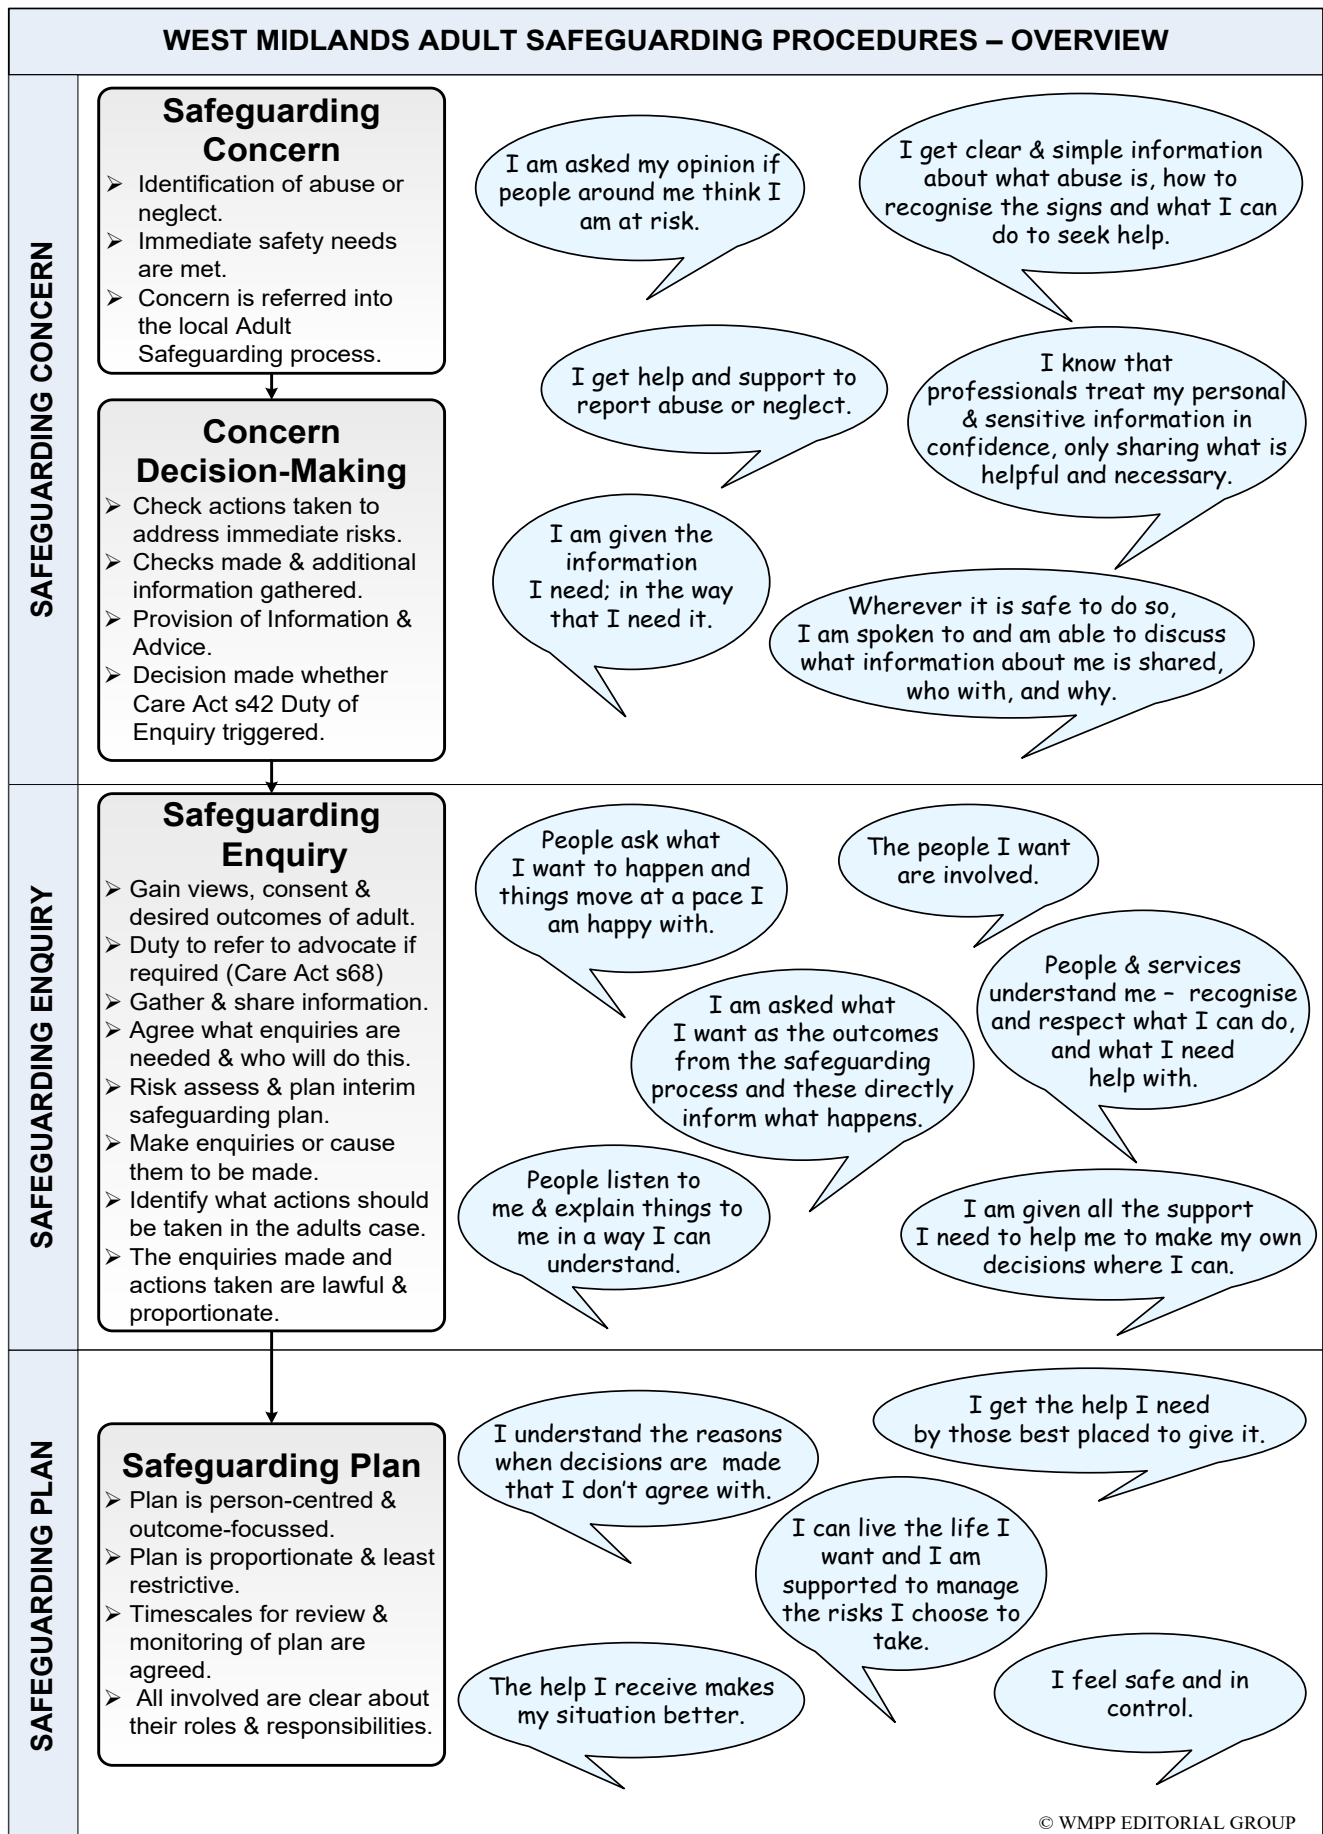 WEST MIDLANDS ADULT SAFEGUARDING PROCEDURES – OVERVIEW
SAFEGUARDING CONCERN
Safeguarding
Concern
➢ Identification of abuse or
neglect.
➢ Immediate safety needs
are met.
➢ Concern is referred into
the local Adult
Safeguarding process.
Concern
Decision-Making
➢ Check actions taken to
address immediate risks.
➢ Checks made & additional
information gathered.
➢ Provision of Information &
Advice.
➢ Decision made whether
Care Act s42 Duty of
Enquiry triggered.
I am asked my opinion if
people around me think I
am at risk.
I get clear & simple information
about what abuse is, how to
recognise the signs and what I can
do to seek help.
I get help and support to
report abuse or neglect.
I know that
professionals treat my personal
& sensitive information in
confidence, only sharing what is
helpful and necessary.
I am given the
information
I need; in the way
that I need it.
Wherever it is safe to do so,
I am spoken to and am able to discuss
what information about me is shared,
who with, and why.
SAFEGUARDING ENQUIRY
Safeguarding
Enquiry
➢ Gain views, consent &
desired outcomes of adult.
➢ Duty to refer to advocate if
required (Care Act s68)
➢ Gather & share information.
➢ Agree what enquiries are
needed & who will do this.
➢ Risk assess & plan interim
safeguarding plan.
➢ Make enquiries or cause
them to be made.
➢ Identify what actions should
be taken in the adults case.
➢ The enquiries made and
actions taken are lawful &
proportionate.
People ask what
I want to happen and
things move at a pace I
am happy with.
The people I want
are involved.
People & services
understand me – recognise
and respect what I can do,
and what I need
help with.
I am asked what
I want as the outcomes
from the safeguarding
process and these directly
inform what happens.
People listen to
me & explain things to
me in a way I can
understand.
I am given all the support
I need to help me to make my own
decisions where I can.
SAFEGUARDING PLAN
Safeguarding Plan
➢ Plan is person-centred &
outcome-focussed.
➢ Plan is proportionate & least
restrictive.
➢ Timescales for review &
monitoring of plan are
agreed.
➢ All involved are clear about
their roles & responsibilities.
I understand the reasons
when decisions are made
that I don't agree with.
I get the help I need
by those best placed to give it.
I can live the life I
want and I am
supported to manage
the risks I choose to
take.
The help I receive makes
my situation better.
I feel safe and in
control.
© WMPP EDITORIAL GROUP